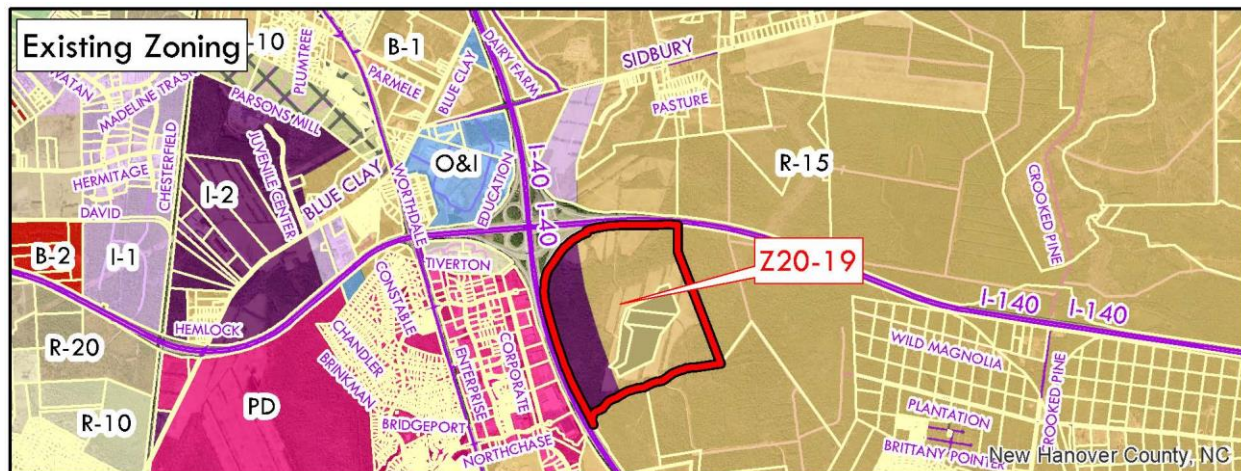 Existing Zoning
-10
WATAN
MADELINE TRASK
PLUMTREE
PARSONS MILL
PARMELE
B-1
BLUE CLAY
DAIRY FARM
SIDBURY
PASTURE
CHESTERFIELD
HERMITAGE
DAVID
I-2
JUVENILE CENTER
BLUE CLAY
O&I
EDUCATION
I-40
I-40
R-15
CROOKED PINE
B-2
I-1
WORTHDALE
TIVERTON
Z20-19
HEMLOCK
CONSTABLE
CHANDLER
BRINKMAN
ENTERPRISE
CORPORATE
I-140
I-140
R-20
R-10
PD
BRIDGEPORT
NORTHCHASE
WILD MAGNOLIA
PLANTATION
BRITTANY POINTE
CROOKED PINE
New Hanover County, NC